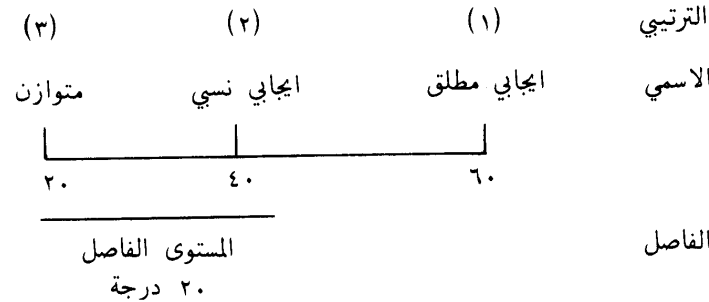 الترتيبي (١) (٢) (٣)
الاسمي ايجابي مطلق ايجابي نسبي متوازن
٦٠ ٤٠ ٢٠
الفاصل المستوى الفاصل
٢٠ درجة